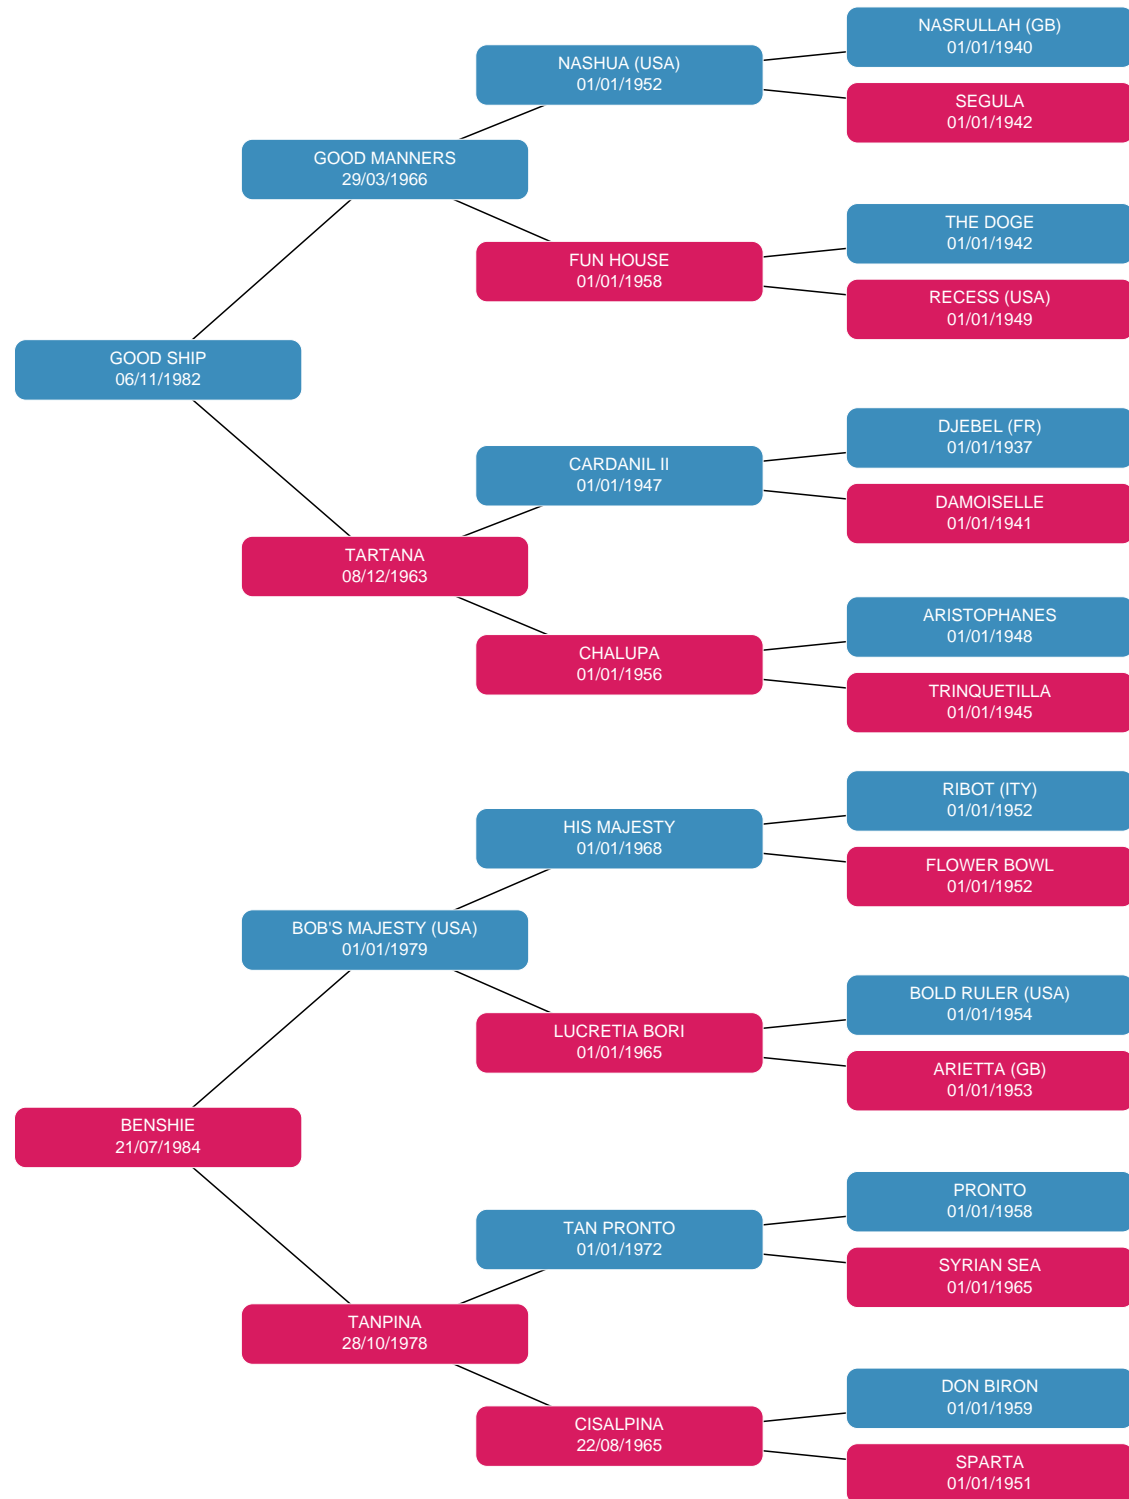 NASRULLAH (GB)
01/01/1940
NASHUA (USA)
01/01/1952
SEGULA
01/01/1942
GOOD MANNERS
29/03/1966
THE DOGE
01/01/1942
FUN HOUSE
01/01/1958
RECESS (USA)
01/01/1949
GOOD SHIP
06/11/1982
DJEBEL (FR)
01/01/1937
CARDANIL II
01/01/1947
DAMOISELLE
01/01/1941
TARTANA
08/12/1963
ARISTOPHANES
01/01/1948
CHALUPA
01/01/1956
TRINQUETILLA
01/01/1945
RIBOT (ITY)
01/01/1952
HIS MAJESTY
01/01/1968
FLOWER BOWL
01/01/1952
BOB'S MAJESTY (USA)
01/01/1979
BOLD RULER (USA)
01/01/1954
LUCRETIA BORI
01/01/1965
ARIETTA (GB)
01/01/1953
BENSHIE
21/07/1984
PRONTO
01/01/1958
TAN PRONTO
01/01/1972
SYRIAN SEA
01/01/1965
TANPINA
28/10/1978
DON BIRON
01/01/1959
CISALPINA
22/08/1965
SPARTA
01/01/1951